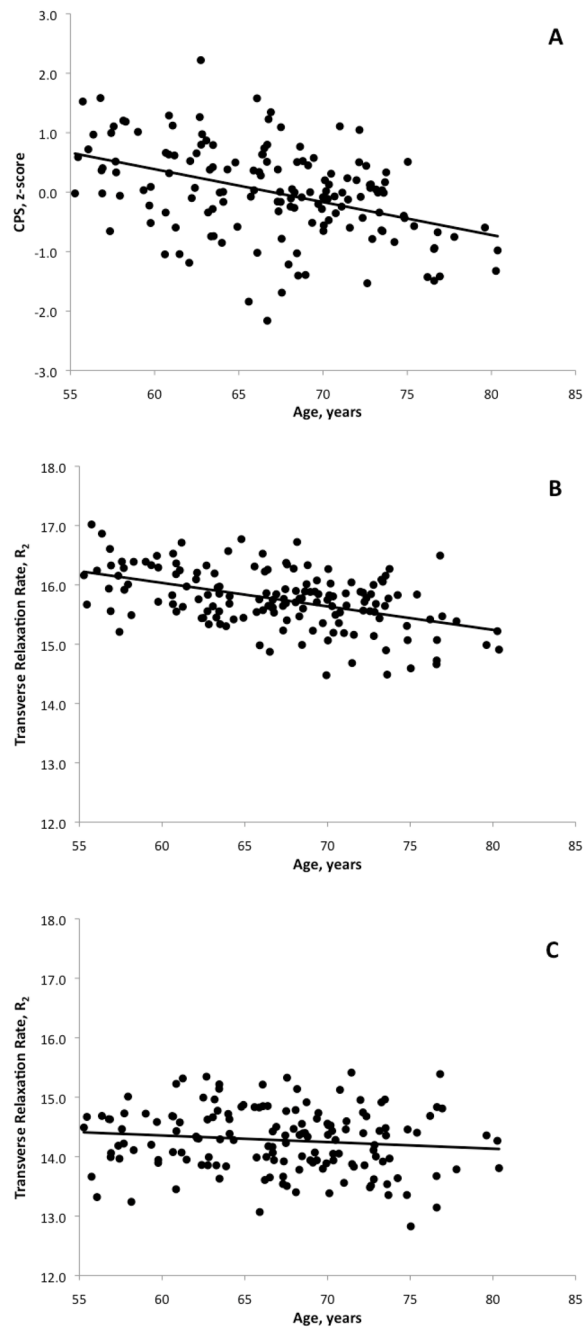 A
3.0
2.0
1.0
0.0
-1.0
-2.0
-3.0
CPS, z-score
55 60 65 70 75 80 85
Age, years
B
18.0
17.0
16.0
15.0
14.0
13.0
12.0
Transverse Relaxation Rate, R₂
55 60 65 70 75 80 85
Age, years
C
18.0
17.0
16.0
15.0
14.0
13.0
12.0
Transverse Relaxation Rate, R₂
55 60 65 70 75 80 85
Age, years